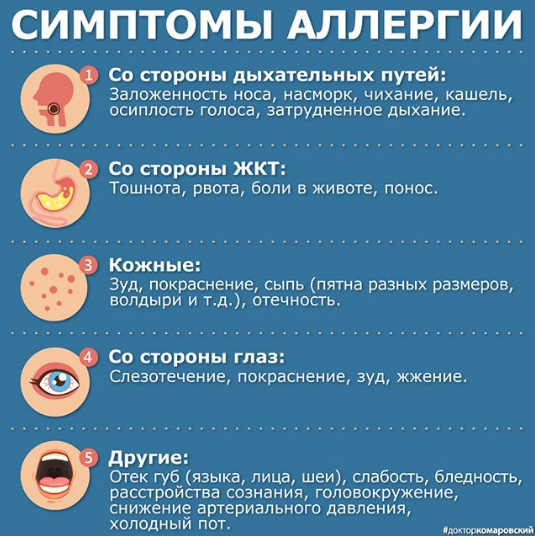 СИМПТОМЫ АЛЛЕРГИИ
1
Со стороны дыхательных путей:
Заложенность носа, насморк, чихание, кашель,
осиплость голоса, затрудненное дыхание.
2
Со стороны ЖКТ:
Тошнота, рвота, боли в животе, понос.
3
Кожные:
Зуд, покраснение, сыпь (пятна разных размеров,
волдыри и т.д.), отечность.
4
Со стороны глаз:
Слезотечение, покраснение, зуд, жжение.
5
Другие:
Отек губ (языка, лица, шеи), слабость, бледность,
расстройства сознания, головокружение,
снижение артериального давления,
холодный пот.
#докторкомаровский